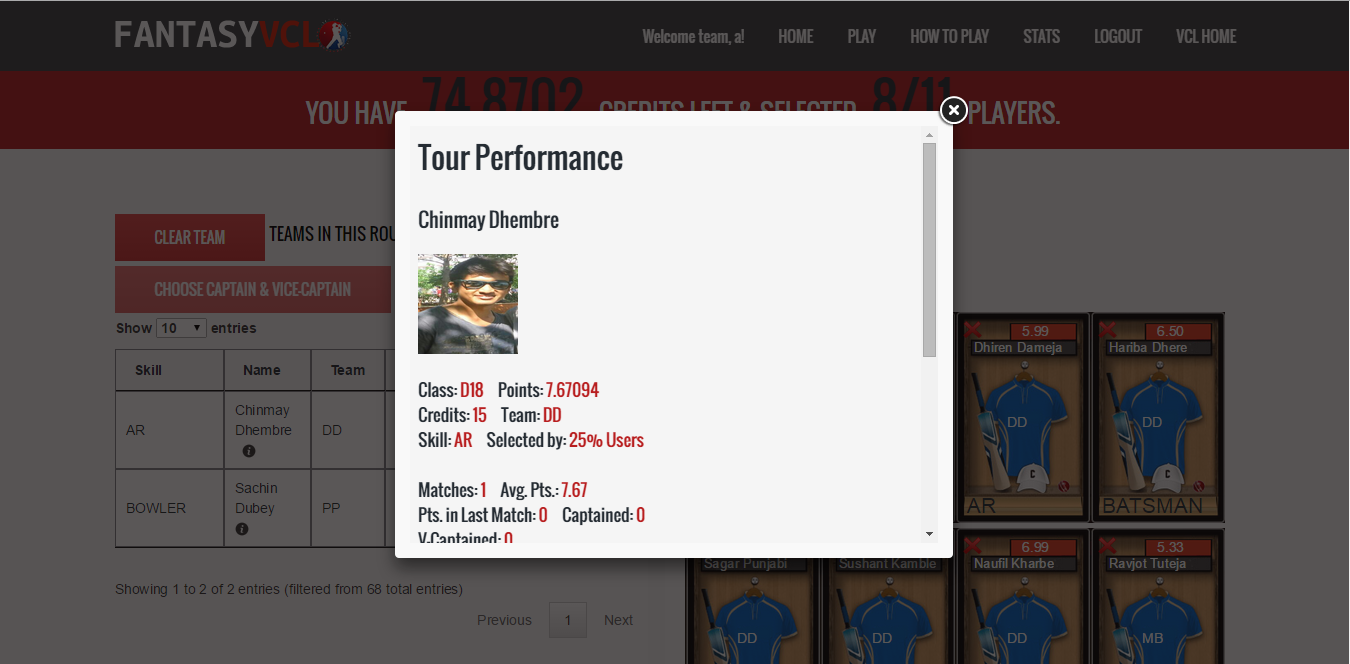 FANTASYVCL
Welcome team, a! HOME PLAY HOW TO PLAY STATS LOGOUT VCL HOME
YOU HAVE 74.8702 CREDITS LEFT & SELECTED 8/11 PLAYERS.
Tour Performance
Chinmay Dhembre
Class: D18 Points: 7.67094
Credits: 15 Team: DD
Skill: AR Selected by: 25% Users
Matches: 1 Avg. Pts.: 7.67
Pts. in Last Match: 0 Captained: 0
V.Captained: 0
CLEAR TEAM TEAMS IN THIS ROU
CHOOSE CAPTAIN & VICE-CAPTAIN
Show 10 entries
Skill Name Team
AR Chinmay Dhembre DD
BOWLER Sachin Dubey PP
Showing 1 to 2 of 2 entries (filtered from 68 total entries)
Previous 1 Next
5.99 6.50
Dhiren Dameja Hariba Dhere
DD DD
C C
AR BATSMAN
6.99 5.33
Sagar Punjabi Sushant Kamble Naufil Kharbe Ravjot Tuteja
DD DD DD MB